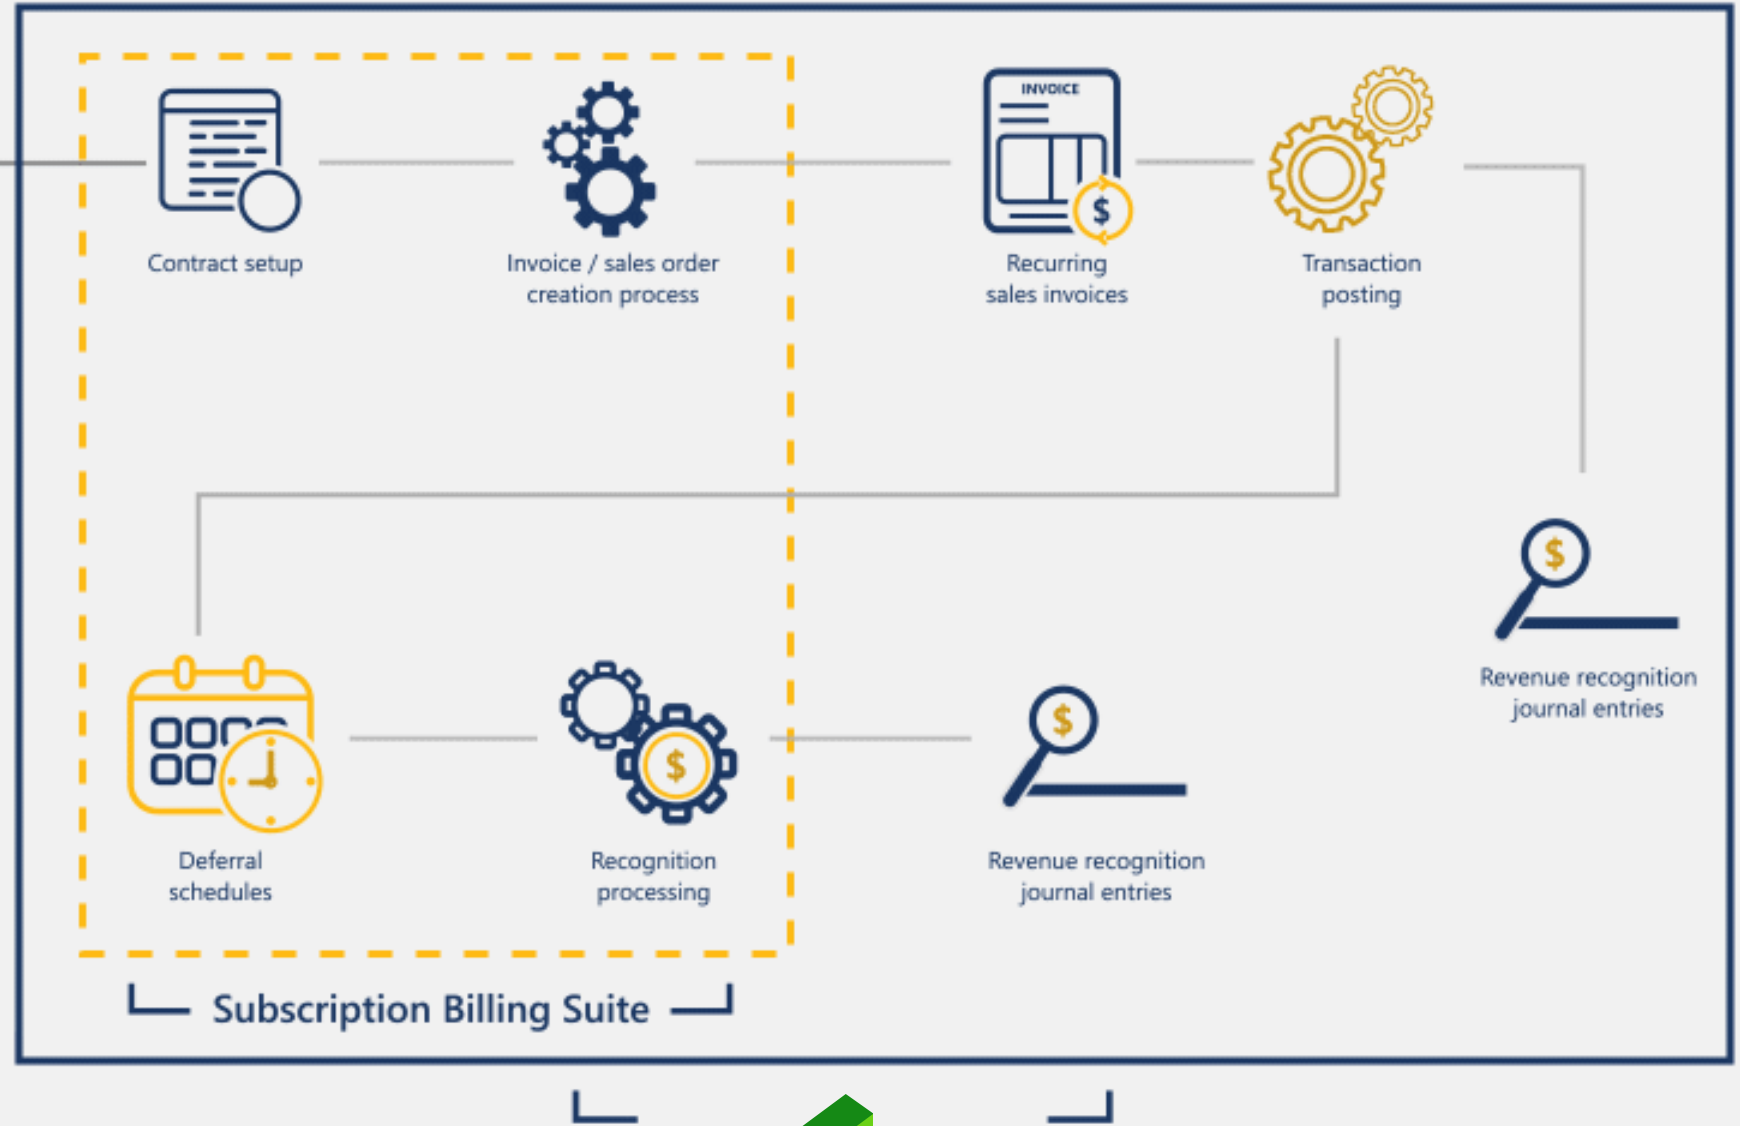 INVOICE
$
Contract setup
Invoice / sales order
creation process
Recurring
sales invoices
Transaction
posting
$
Revenue recognition
journal entries
$
$
Deferral
schedules
Recognition
processing
Revenue recognition
journal entries
Subscription Billing Suite